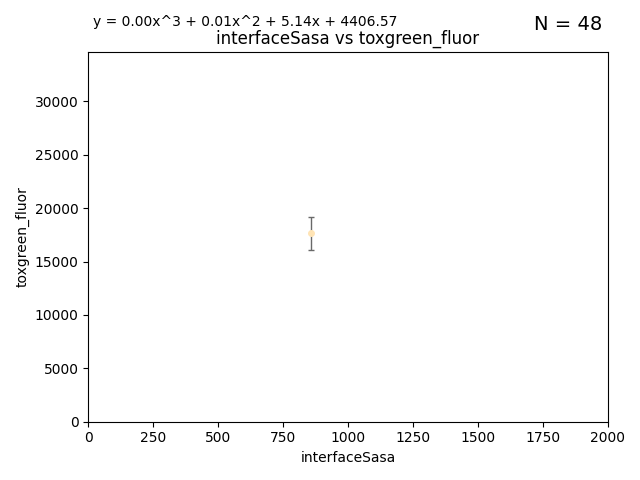 y = 0.00x^3 + 0.01x^2 + 5.14x + 4406.57
N = 48
interfaceSasa vs toxgreen_fluor
30000
25000
20000
15000
10000
5000
0
toxgreen_fluor
0 250 500 750 1000 1250 1500 1750 2000
interfaceSasa